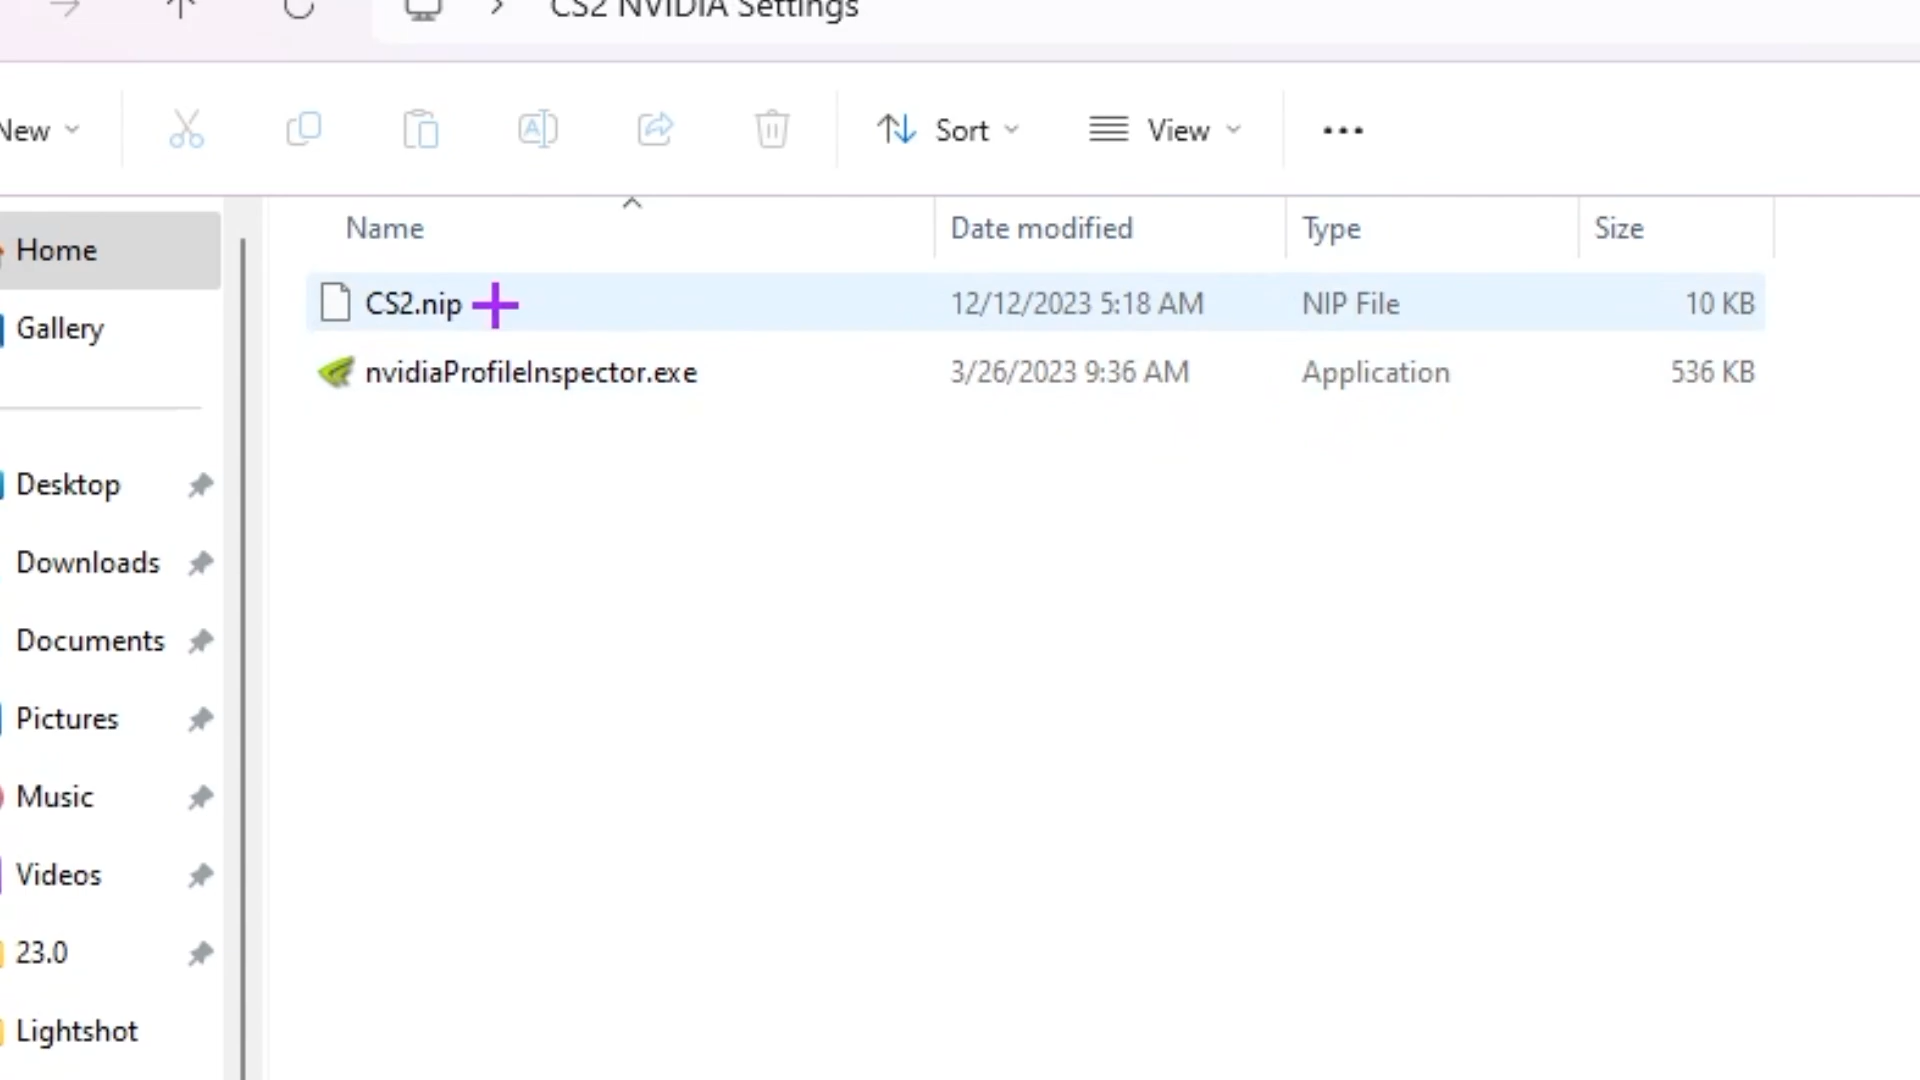 CS2 NVIDIA Settings
New
Sort
View
Name
Date modified
Type
Size
CS2.nip
12/12/2023 5:18 AM
NIP File
10 KB
nvidiaProfileInspector.exe
3/26/2023 9:36 AM
Application
536 KB
Home
Gallery
Desktop
Downloads
Documents
Pictures
Music
Videos
23.0
Lightshot